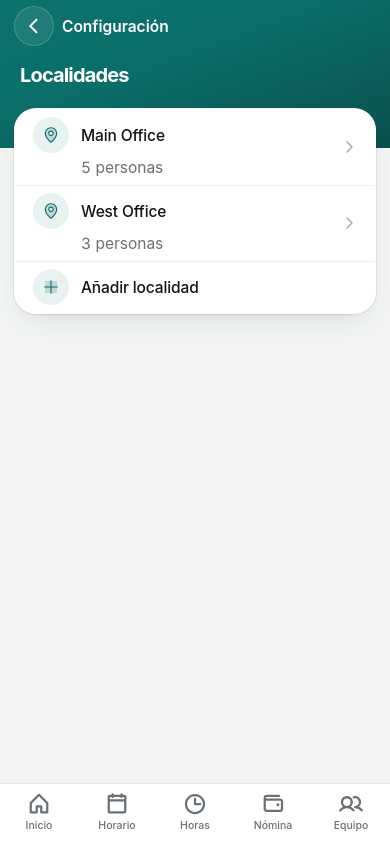 Configuración
Localidades
Main Office
5 personas
West Office
3 personas
Añadir localidad
Inicio
Horario
Horas
Nómina
Equipo